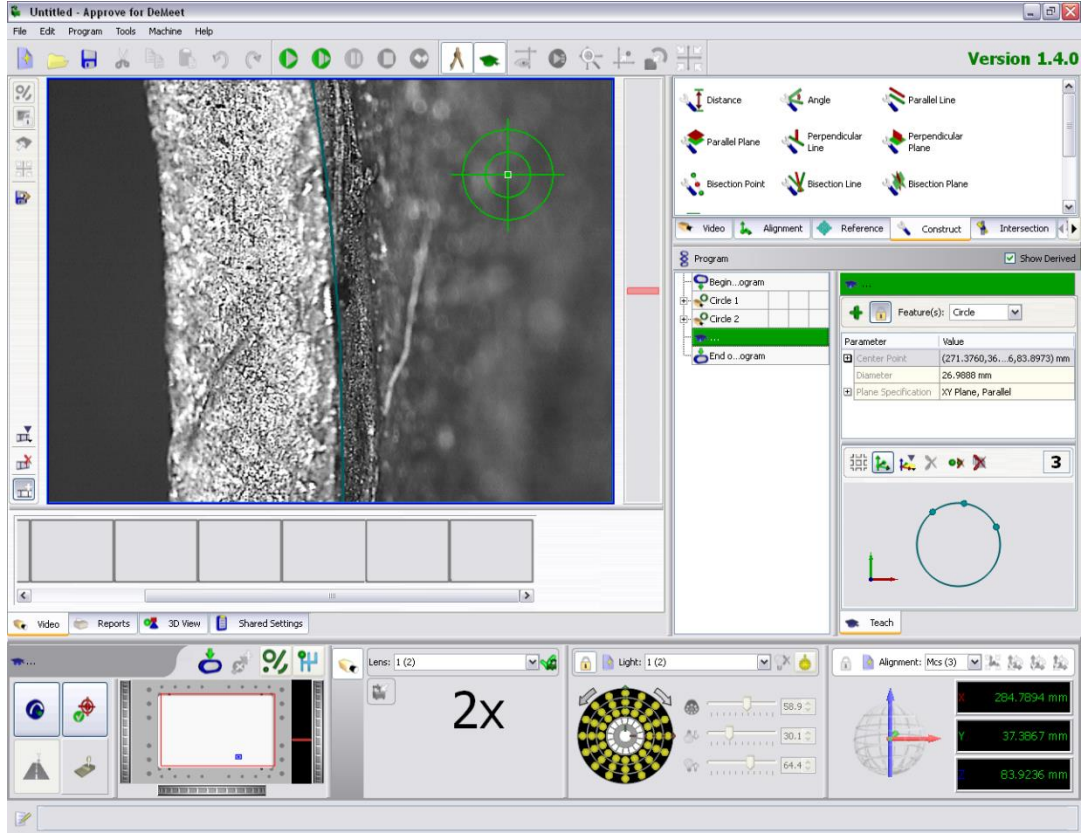 Untitled - Approve for DeMeet
File Edit Program Tools Machine Help
Version 1.4.0
Distance Angle Parallel Line
Parallel Plane Perpendicular Line Perpendicular Plane
Bisection Point Bisection Line Bisection Plane
Video Alignment Reference Construct Intersection
Program Show Derived
Begin...ogram
Circle 1
Circle 2
...
End o...ogram
...
Feature(s): Circle
Parameter Value
Center Point (271.3760,36....6,83.8973) mm
Diameter 26.9888 mm
Plane Specification XY Plane, Parallel
3
Teach
Video Reports 3D View Shared Settings
...
Lens: 1 (2)
2x
Light: 1 (2)
58.9
30.1
64.4
Alignment: Mcs (3)
X 284.7894 mm
Y 37.3867 mm
Z 83.9236 mm